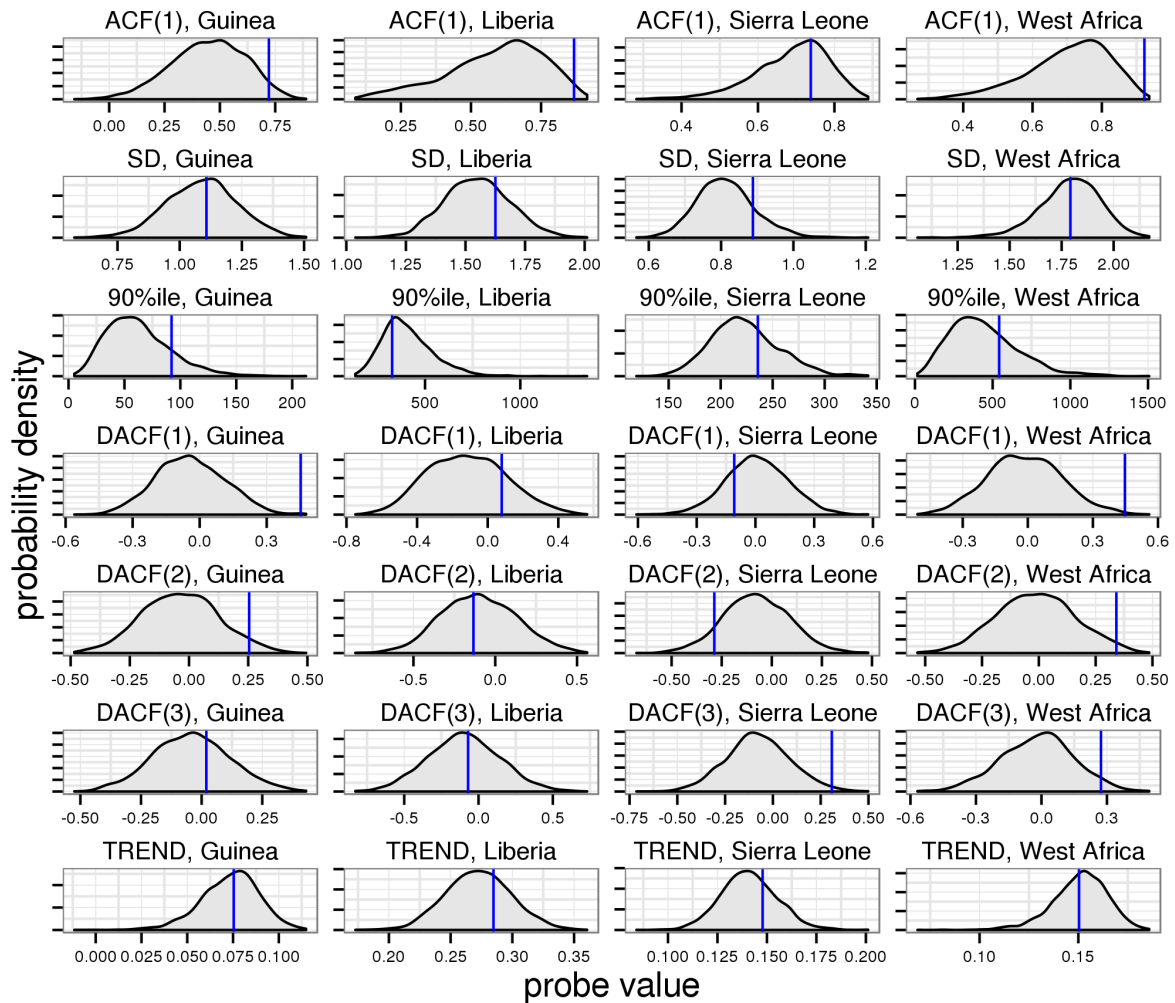 ACF(1), Guinea ACF(1), Liberia ACF(1), Sierra Leone ACF(1), West Africa
0.00 0.25 0.50 0.75 0.25 0.50 0.75 0.4 0.6 0.8 0.4 0.6 0.8
SD, Guinea SD, Liberia SD, Sierra Leone SD, West Africa
0.75 1.00 1.25 1.50 1.00 1.25 1.50 1.75 2.00 0.6 0.8 1.0 1.2 1.25 1.50 1.75 2.00
90%ile, Guinea 90%ile, Liberia 90%ile, Sierra Leone 90%ile, West Africa
0 50 100 150 200 500 1000 150 200 250 300 350 0 500 1000 1500
probability density
DACF(1), Guinea DACF(1), Liberia DACF(1), Sierra Leone DACF(1), West Africa
-0.6 -0.3 0.0 0.3 -0.8 -0.4 0.0 0.4 -0.6 -0.3 0.0 0.3 -0.3 0.0 0.3 0.6
DACF(2), Guinea DACF(2), Liberia DACF(2), Sierra Leone DACF(2), West Africa
-0.50 -0.25 0.00 0.25 0.50 -0.5 0.0 0.5 -0.50 -0.25 0.00 0.25 0.50 -0.50 -0.25 0.00 0.25 0.50
DACF(3), Guinea DACF(3), Liberia DACF(3), Sierra Leone DACF(3), West Africa
-0.50 -0.25 0.00 0.25 -0.5 0.0 0.5 -0.75 -0.50 -0.25 0.00 0.25 0.50 -0.6 -0.3 0.0 0.3
TREND, Guinea TREND, Liberia TREND, Sierra Leone TREND, West Africa
0.000 0.025 0.050 0.075 0.100 0.20 0.25 0.30 0.35 0.100 0.125 0.150 0.175 0.200 0.10 0.15
probe value